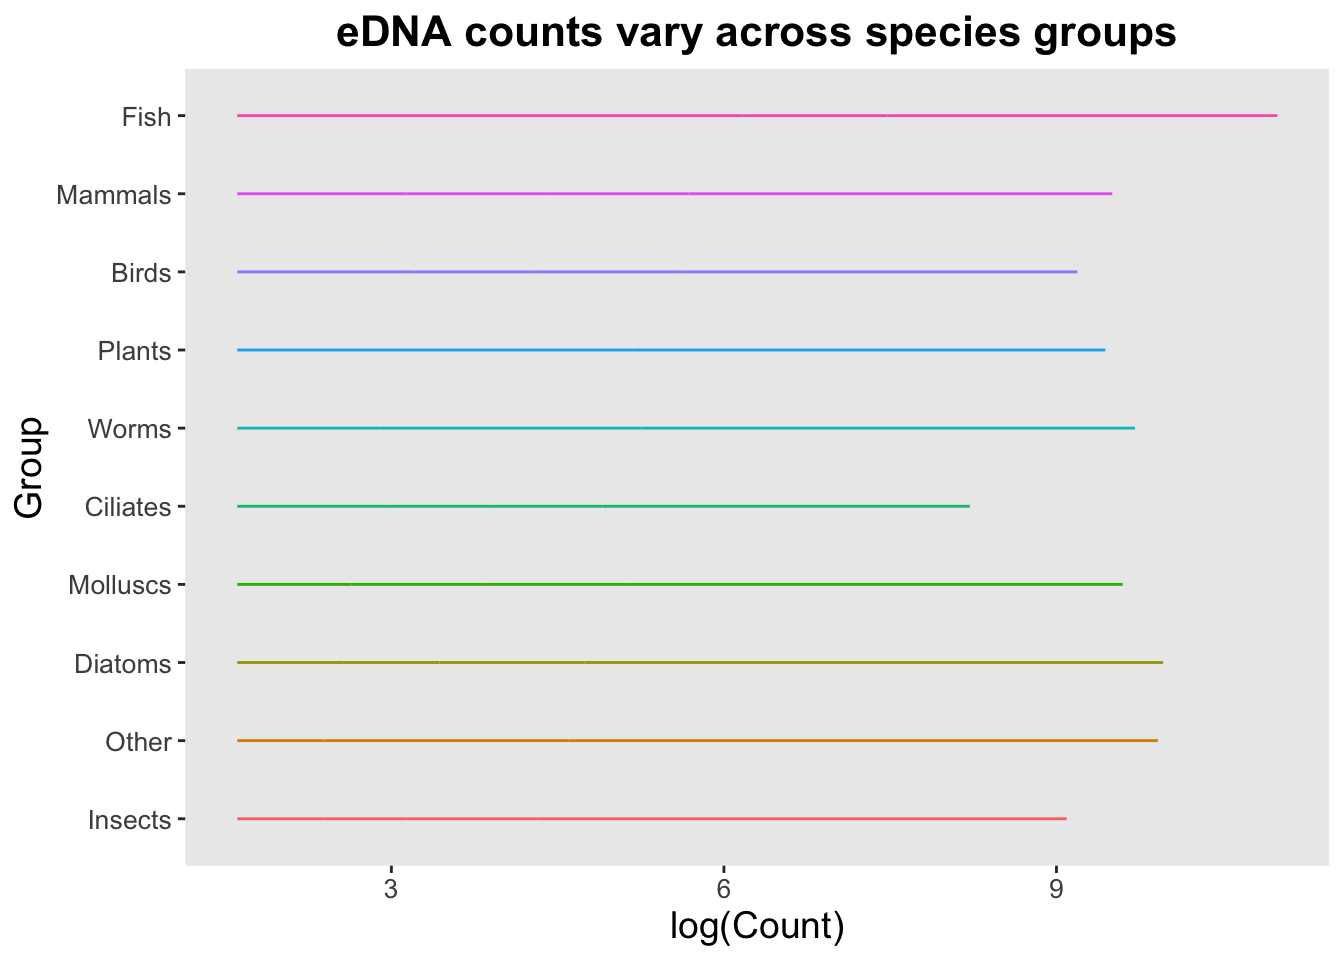 eDNA counts vary across species groups
Fish
Mammals
Birds
Plants
Worms
Ciliates
Molluscs
Diatoms
Other
Insects
Group
3 6 9
log(Count)